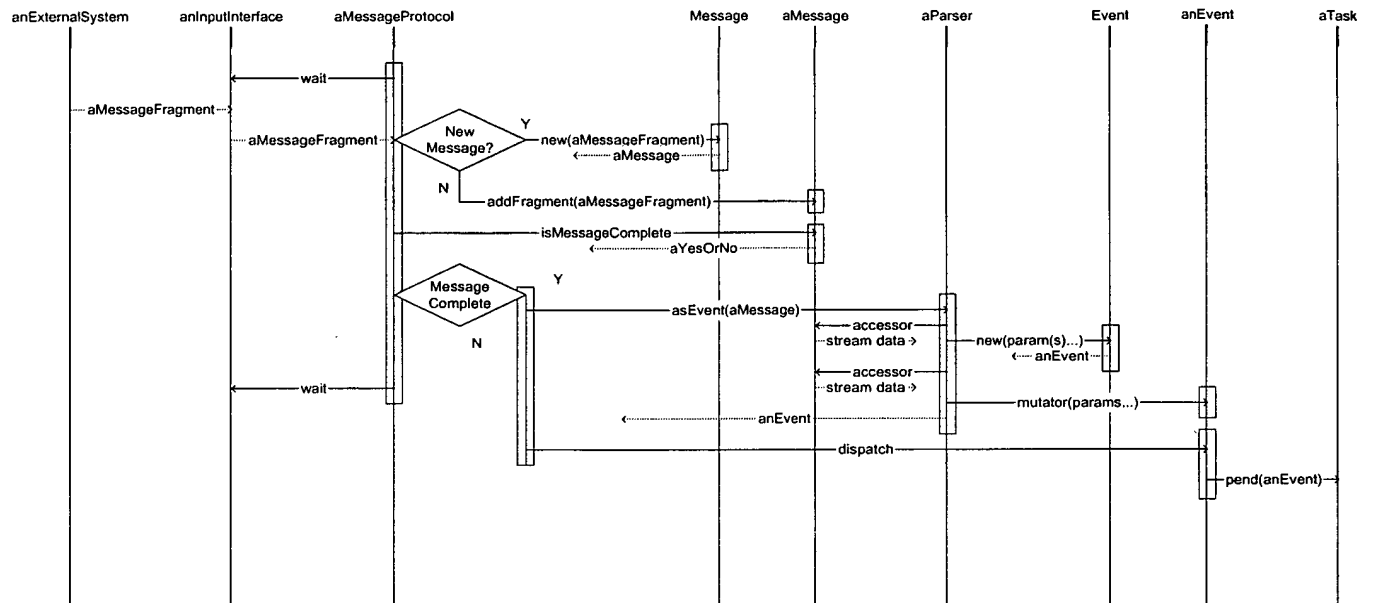 anExternalSystem
anInputInterface
aMessageProtocol
Message
aMessage
aParser
Event
anEvent
aTask
wait
aMessageFragment
aMessageFragment
New
Message?
Y
new(aMessageFragment)
aMessage
N
addFragment(aMessageFragment)
isMessageComplete
aYesOrNo
Message
Complete
Y
asEvent(aMessage)
accessor
stream data
new(param(s)...)
anEvent
N
accessor
wait
stream data
mutator(params...)
anEvent
dispatch
pend(anEvent)